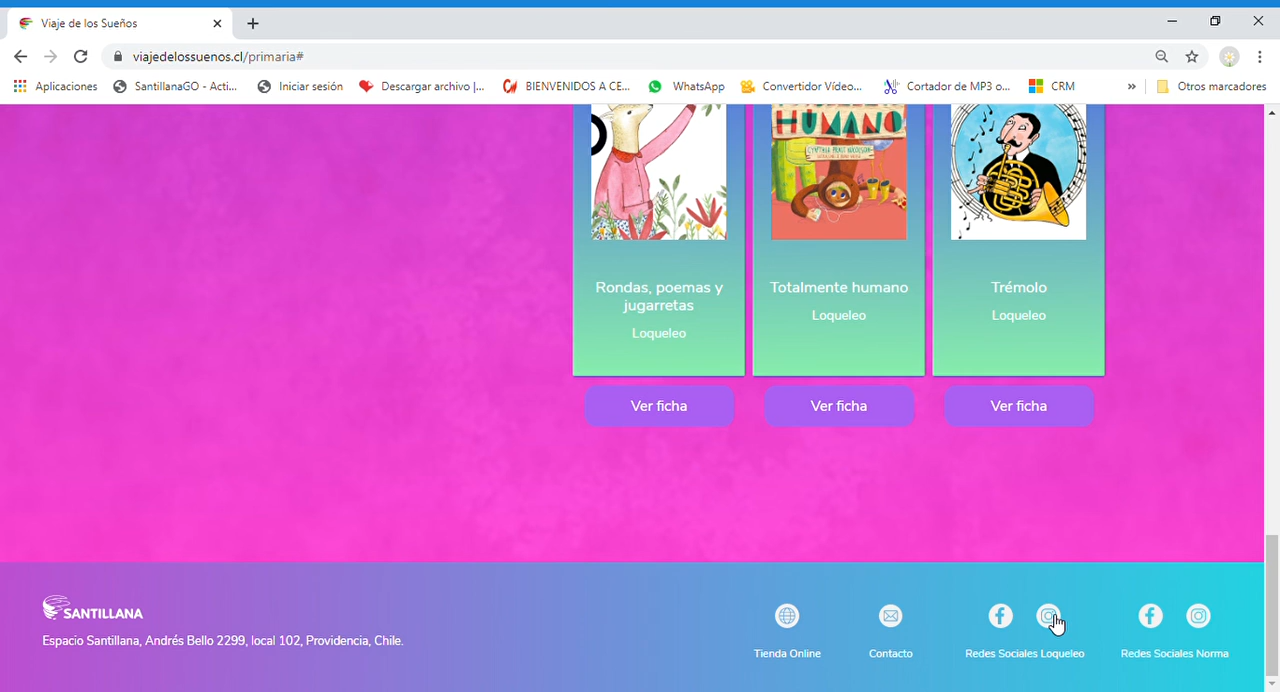 Viaje de los Sueños
viajedelossuenos.cl/primaria#
Aplicaciones
SantillanaGO - Acti...
Iniciar sesión
Descargar archivo |...
BIENVENIDOS A CE...
WhatsApp
Convertidor Vídeo...
Cortador de MP3 o...
CRM
»
Otros marcadores
HUMANO
Rondas, poemas y
jugarretas
Loqueleo
Totalmente humano
Loqueleo
Trémolo
Loqueleo
Ver ficha
Ver ficha
Ver ficha
SANTILLANA
Espacio Santillana, Andrés Bello 2299, local 102, Providencia, Chile.
Tienda Online
Contacto
Redes Sociales Loqueleo
Redes Sociales Norma